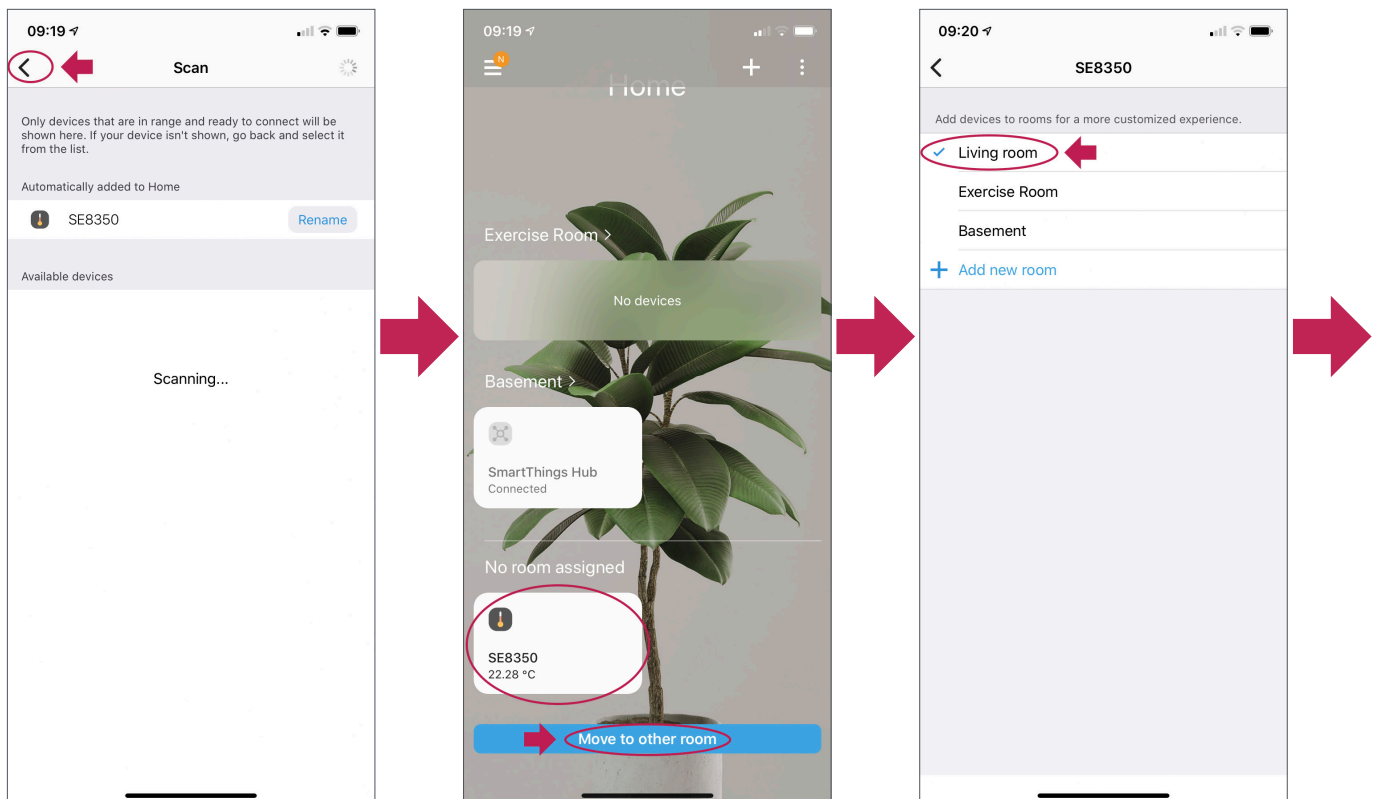 09:19
Scan
Only devices that are in range and ready to connect will be
shown here. If your device isn't shown, go back and select it
from the list.
Automatically added to Home
SE8350
Rename
Available devices
Scanning...
09:19
N
Home
Exercise Room >
No devices
Basement >
SmartThings Hub
Connected
No room assigned
SE8350
22.28 °C
Move to other room
09:20
SE8350
Add devices to rooms for a more customized experience.
Living room
Exercise Room
Basement
Add new room